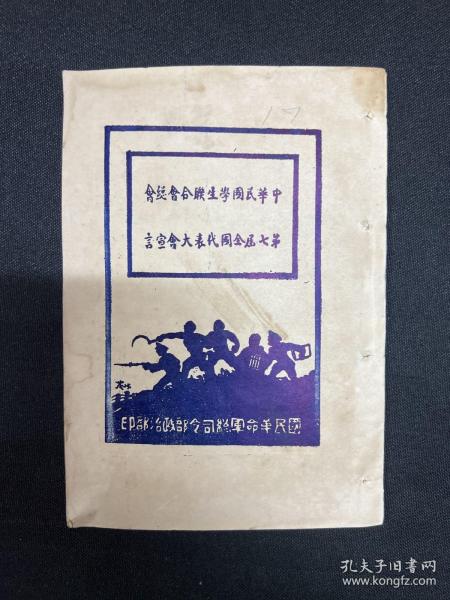 中華民國學生聯合會總會
第七屆全國代表大會宣言
國民革命軍總司令部政治部印
17
孔夫子旧书网
www.kongfz.com